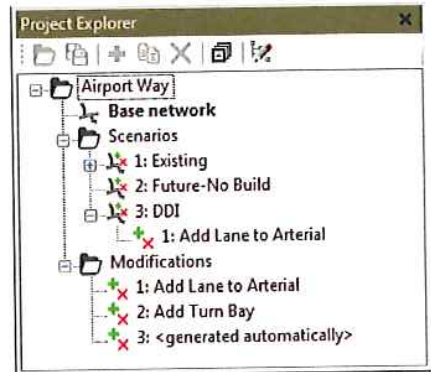 Project Explorer
Airport Way
Base network
Scenarios
1: Existing
2: Future-No Build
3: DDI
1: Add Lane to Arterial
Modifications
1: Add Lane to Arterial
2: Add Turn Bay
3: <generated automatically>